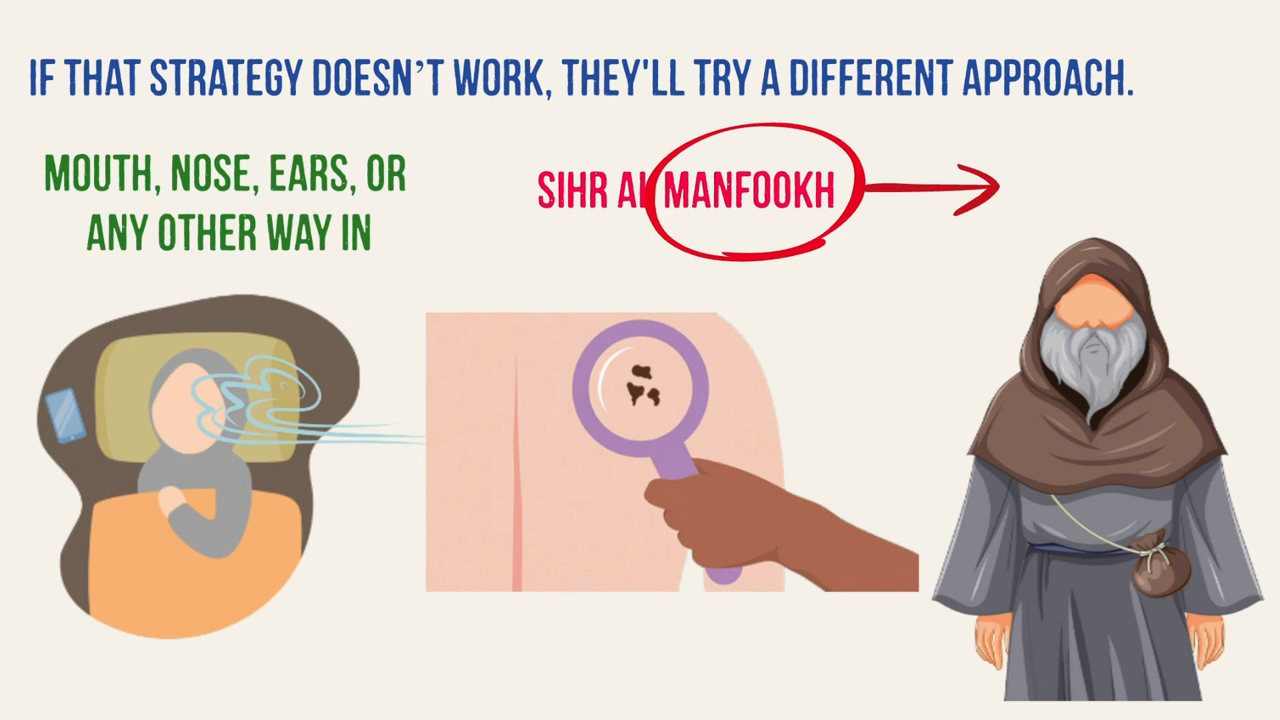 IF THAT STRATEGY DOESN’T WORK, THEY'LL TRY A DIFFERENT APPROACH.
MOUTH, NOSE, EARS, OR
ANY OTHER WAY IN
SIHR AL MANFOOKH